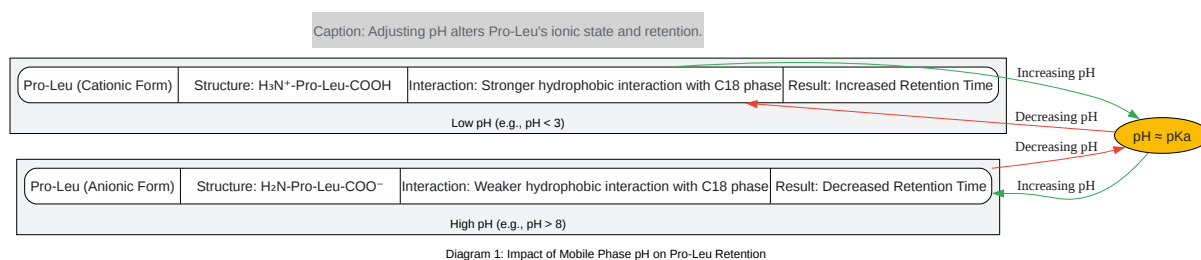 Caption: Adjusting pH alters Pro-Leu's ionic state and retention.
Pro-Leu (Cationic Form)
Structure: H₃N⁺-Pro-Leu-COOH
Interaction: Stronger hydrophobic interaction with C18 phase
Result: Increased Retention Time
Low pH (e.g., pH < 3)
Increasing pH
Decreasing pH
pH ≈ pKa
Decreasing pH
Increasing pH
Pro-Leu (Anionic Form)
Structure: H₂N-Pro-Leu-COO⁻
Interaction: Weaker hydrophobic interaction with C18 phase
Result: Decreased Retention Time
High pH (e.g., pH > 8)
Diagram 1: Impact of Mobile Phase pH on Pro-Leu Retention